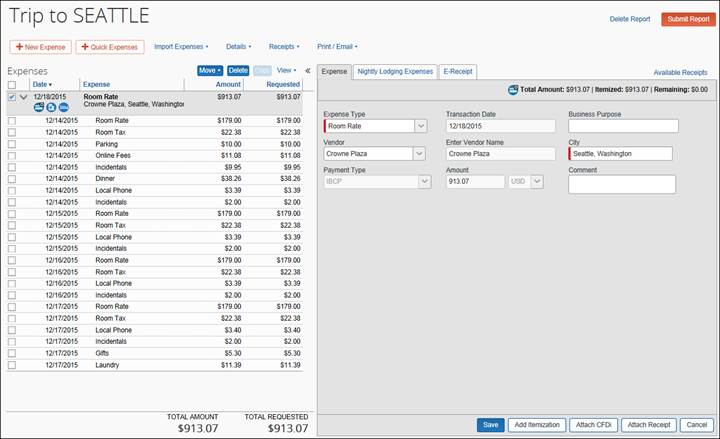 Trip to SEATTLE
Delete Report Submit Report
+ New Expense + Quick Expenses Import Expenses Details Receipts Print / Email
Expenses Move Delete Copy View «
Date Expense Amount Requested
12/18/2015 Room Rate $913.07 $913.07
Crowne Plaza, Seattle, Washington
12/14/2015 Room Rate $179.00 $179.00
12/14/2015 Room Tax $22.38 $22.38
12/14/2015 Parking $10.00 $10.00
12/14/2015 Online Fees $11.08 $11.08
12/14/2015 Incidentals $9.95 $9.95
12/14/2015 Dinner $38.26 $38.26
12/14/2015 Local Phone $3.39 $3.39
12/14/2015 Incidentals $2.00 $2.00
12/15/2015 Room Rate $179.00 $179.00
12/15/2015 Room Tax $22.38 $22.38
12/15/2015 Local Phone $3.39 $3.39
12/15/2015 Incidentals $2.00 $2.00
12/16/2015 Room Rate $179.00 $179.00
12/16/2015 Room Tax $22.38 $22.38
12/16/2015 Local Phone $3.39 $3.39
12/16/2015 Incidentals $2.00 $2.00
12/17/2015 Room Rate $179.00 $179.00
12/17/2015 Room Tax $22.38 $22.38
12/17/2015 Local Phone $3.40 $3.40
12/17/2015 Incidentals $2.00 $2.00
12/17/2015 Gifts $5.30 $5.30
12/17/2015 Laundry $11.39 $11.39
TOTAL AMOUNT TOTAL REQUESTED
$913.07 $913.07
Expense Nightly Lodging Expenses E-Receipt Available Receipts
Total Amount: $913.07 | Itemized: $913.07 | Remaining: $0.00
Expense Type Transaction Date Business Purpose
Room Rate 12/18/2015
Vendor Enter Vendor Name City
Crowne Plaza Crowne Plaza Seattle, Washington
Payment Type Amount Comment
IBCP 913.07 USD
Save Add Itemization Attach CFDi Attach Receipt Cancel